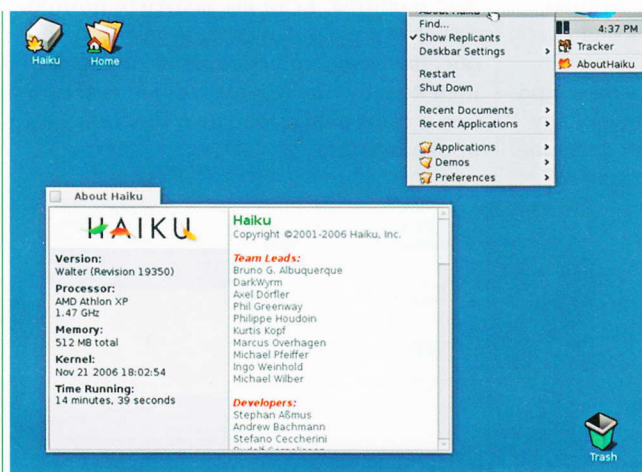 Haiku
Home
About Haiku
Find...
Show Replicants
Deskbar Settings
Restart
Shut Down
Recent Documents
Recent Applications
Applications
Demos
Preferences
4:37 PM
Tracker
AboutHaiku
About Haiku
HAIKU
Version:
Walter (Revision 19350)
Processor:
AMD Athlon XP
1.47 GHz
Memory:
512 MB total
Kernel:
Nov 21 2006 18:02:54
Time Running:
14 minutes, 39 seconds
Haiku
Copyright ©2001-2006 Haiku, Inc.
Team Leads:
Bruno G. Albuquerque
DarkWyrm
Axel Dörfler
Phil Greenway
Philippe Houdoin
Kurtis Kopf
Marcus Overhagen
Michael Pfeiffer
Ingo Weinhold
Michael Wilber
Developers:
Stephan Aßmus
Andrew Bachmann
Stefano Ceccherini
Trash